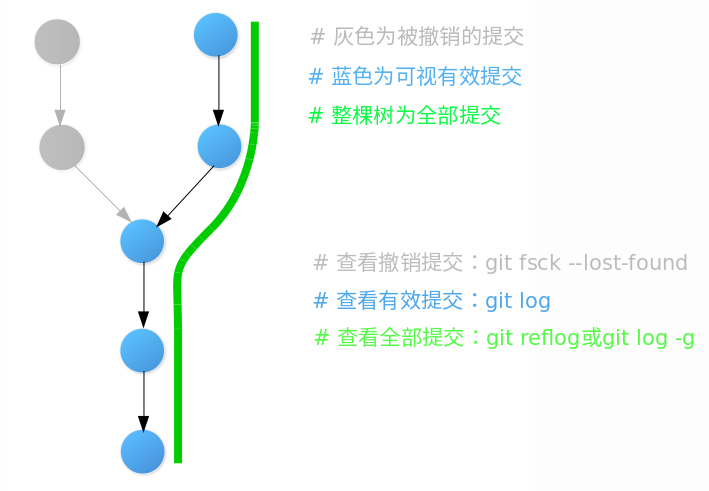 # 灰色为被撤销的提交
# 蓝色为可视有效提交
# 整棵树为全部提交
# 查看撤销提交：git fsck --lost-found
# 查看有效提交：git log
# 查看全部提交：git reflog或git log -g